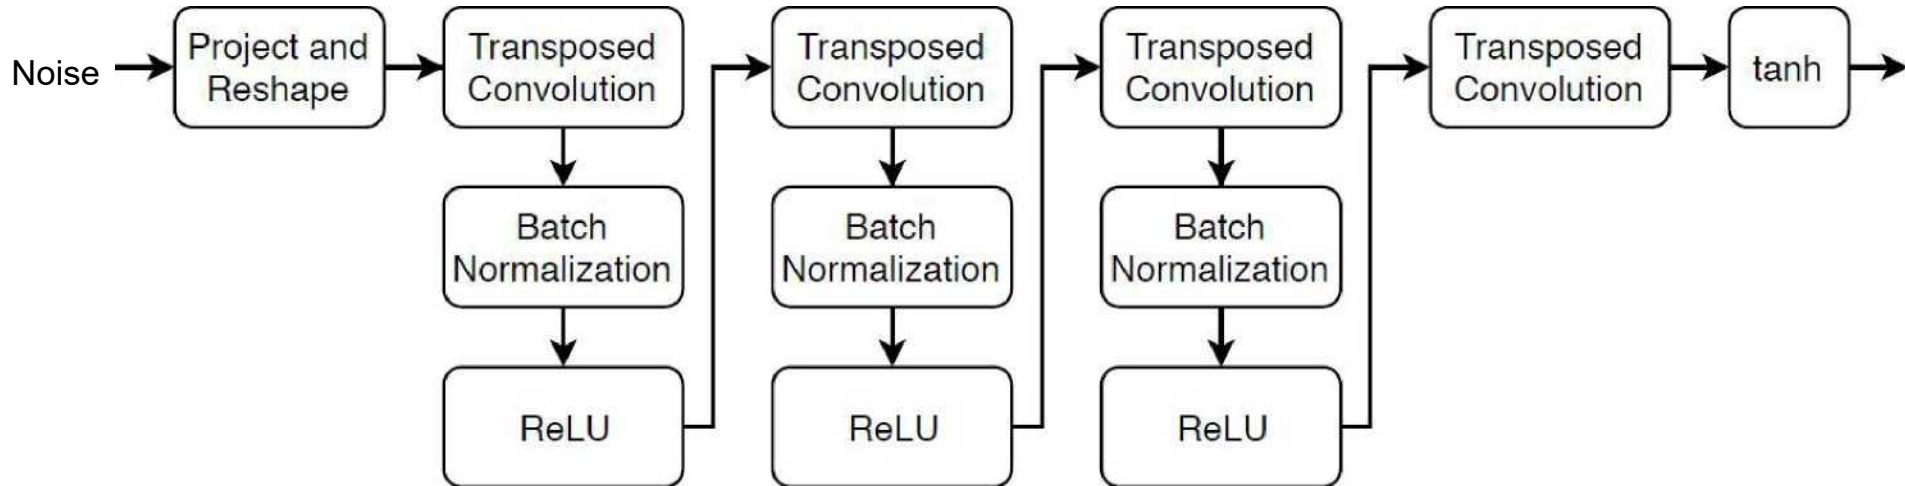 Noise
Project and
Reshape
Transposed
Convolution
Batch
Normalization
ReLU
Transposed
Convolution
Batch
Normalization
ReLU
Transposed
Convolution
Batch
Normalization
ReLU
Transposed
Convolution
tanh